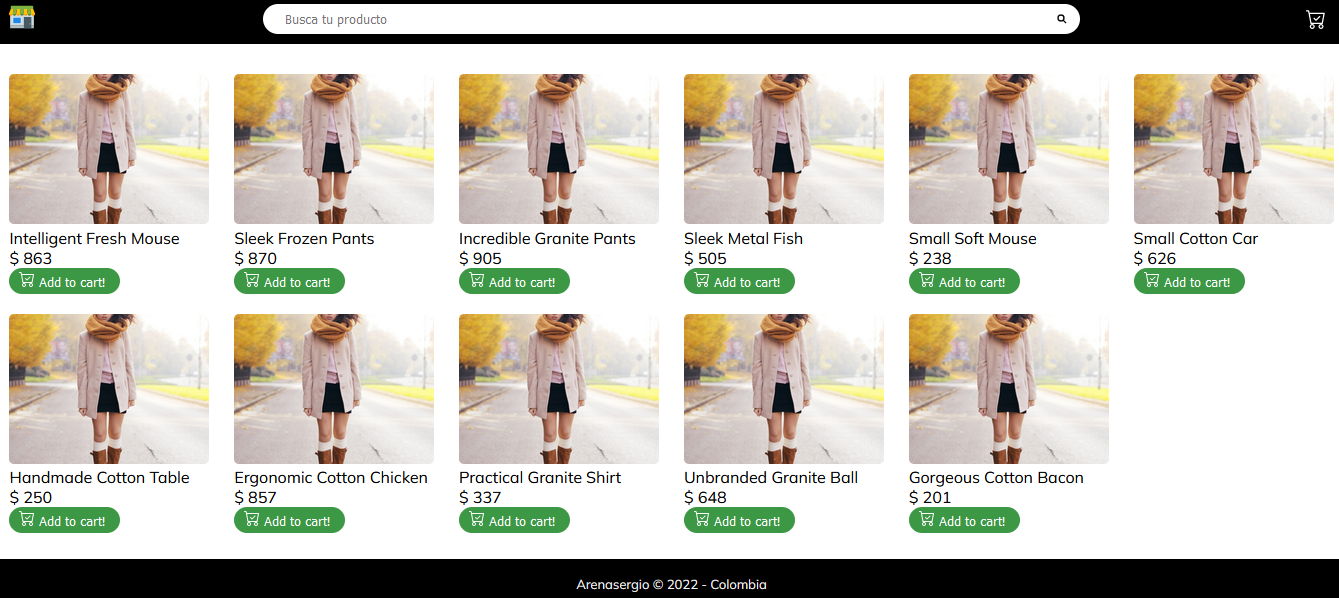 Busca tu producto
Intelligent Fresh Mouse
$ 863
Add to cart!
Sleek Frozen Pants
$ 870
Add to cart!
Incredible Granite Pants
$ 905
Add to cart!
Sleek Metal Fish
$ 505
Add to cart!
Small Soft Mouse
$ 238
Add to cart!
Small Cotton Car
$ 626
Add to cart!
Handmade Cotton Table
$ 250
Add to cart!
Ergonomic Cotton Chicken
$ 857
Add to cart!
Practical Granite Shirt
$ 337
Add to cart!
Unbranded Granite Ball
$ 648
Add to cart!
Gorgeous Cotton Bacon
$ 201
Add to cart!
Arenasergio © 2022 - Colombia